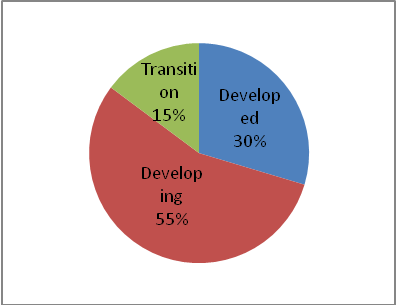 Transiti
on
15%
Develop
ed
30%
Develop
ing
55%